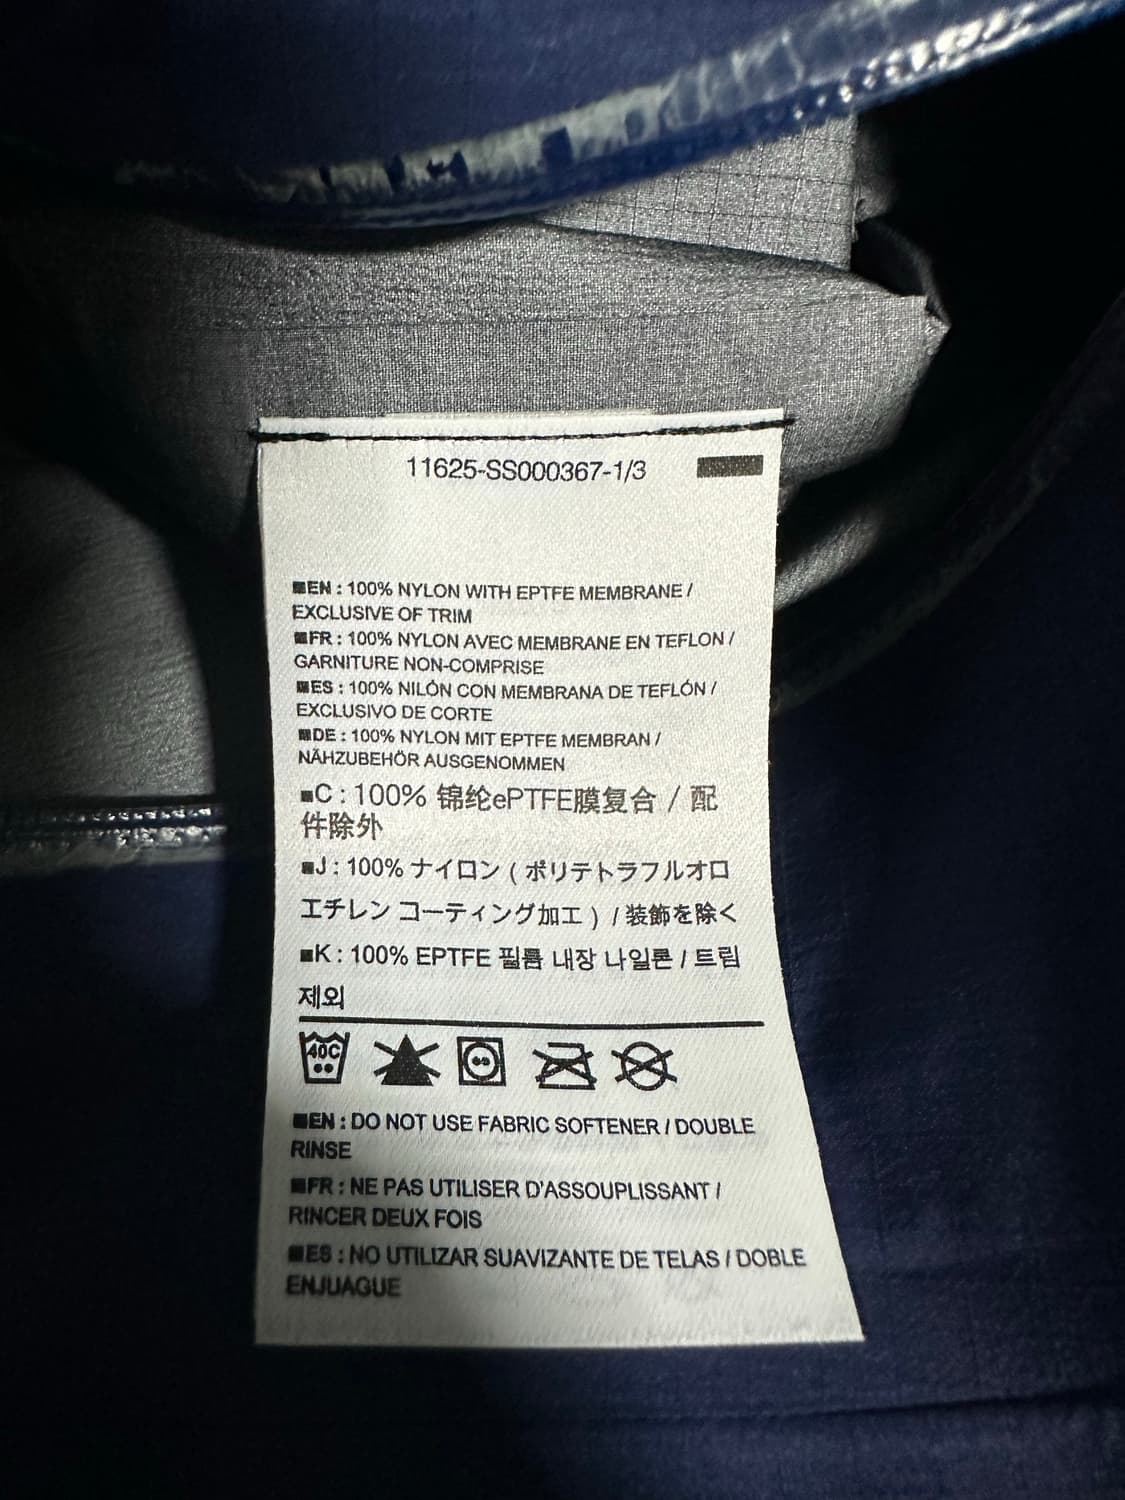 11625-SS000367-1/3
■EN : 100% NYLON WITH EPTFE MEMBRANE /
EXCLUSIVE OF TRIM
■FR : 100% NYLON AVEC MEMBRANE EN TEFLON /
GARNITURE NON-COMPRISE
■ES : 100% NILÓN CON MEMBRANA DE TEFLÓN /
EXCLUSIVO DE CORTE
■DE : 100% NYLON MIT EPTFE MEMBRAN /
NÄHZUBEHÖR AUSGENOMMEN
■C : 100% 锦纶ePTFE膜复合 / 配
件除外
■J : 100% ナイロン ( ポリテトラフルオロ
エチレン コーティング加工 ) / 装飾を除く
■K : 100% EPTFE 필름 내장 나일론 / 트림
제외
40C
■EN : DO NOT USE FABRIC SOFTENER / DOUBLE
RINSE
■FR : NE PAS UTILISER D'ASSOUPLISSANT /
RINCER DEUX FOIS
■ES : NO UTILIZAR SUAVIZANTE DE TELAS / DOBLE
ENJUAGUE